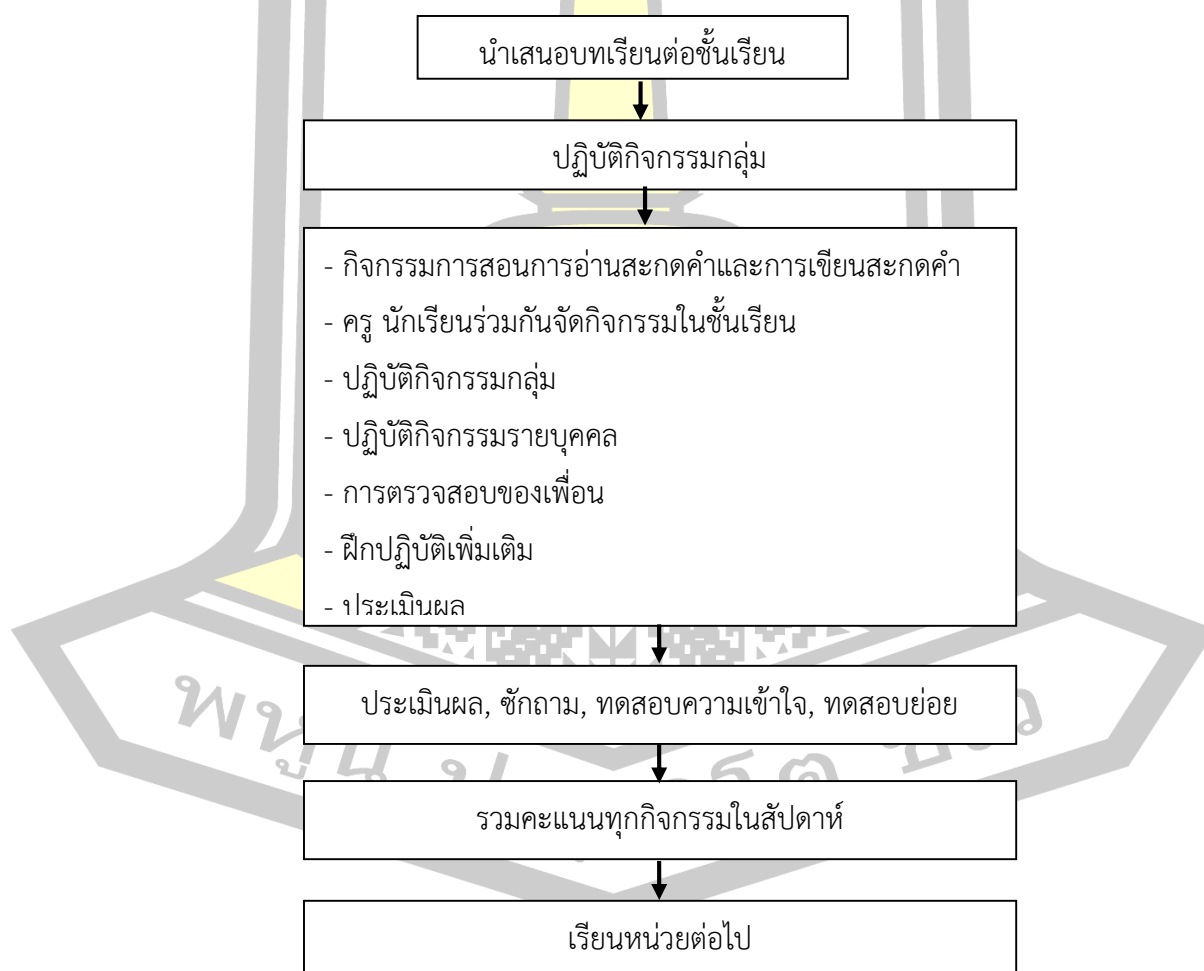 นำเสนอบทเรียนต่อชั้นเรียน
ปฏิบัติกิจกรรมกลุ่ม
- กิจกรรมการสอนการอ่านสะกดคำและการเขียนสะกดคำ
- ครู นักเรียนร่วมกันจัดกิจกรรมในชั้นเรียน
- ปฏิบัติกิจกรรมกลุ่ม
- ปฏิบัติกิจกรรมรายบุคคล
- การตรวจสอบของเพื่อน
- ฝึกปฏิบัติเพิ่มเติม
- ประเมินผล
ประเมินผล, ซักถาม, ทดสอบความเข้าใจ, ทดสอบย่อย
รวมคะแนนทุกกิจกรรมในสัปดาห์
เรียนหน่วยต่อไป